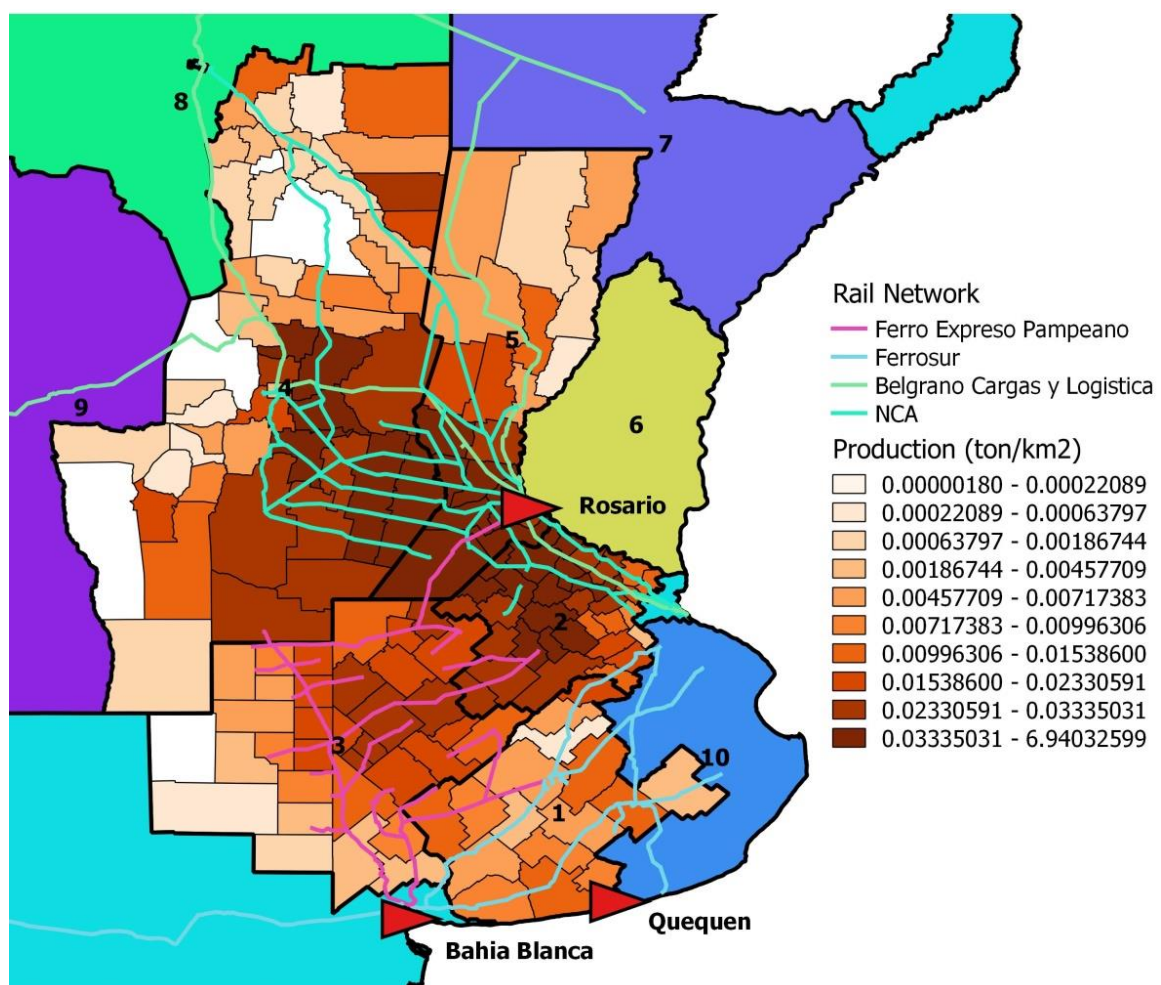 8
7
5
4
9
6
Rosario
2
3
10
1
Quequen
Bahia Blanca
Rail Network
Ferro Expreso Pampeano
Ferrosur
Belgrano Cargas y Logistica
NCA
Production (ton/km2)
0.00000180 - 0.00022089
0.00022089 - 0.00063797
0.00063797 - 0.00186744
0.00186744 - 0.00457709
0.00457709 - 0.00717383
0.00717383 - 0.00996306
0.00996306 - 0.01538600
0.01538600 - 0.02330591
0.02330591 - 0.03335031
0.03335031 - 6.94032599